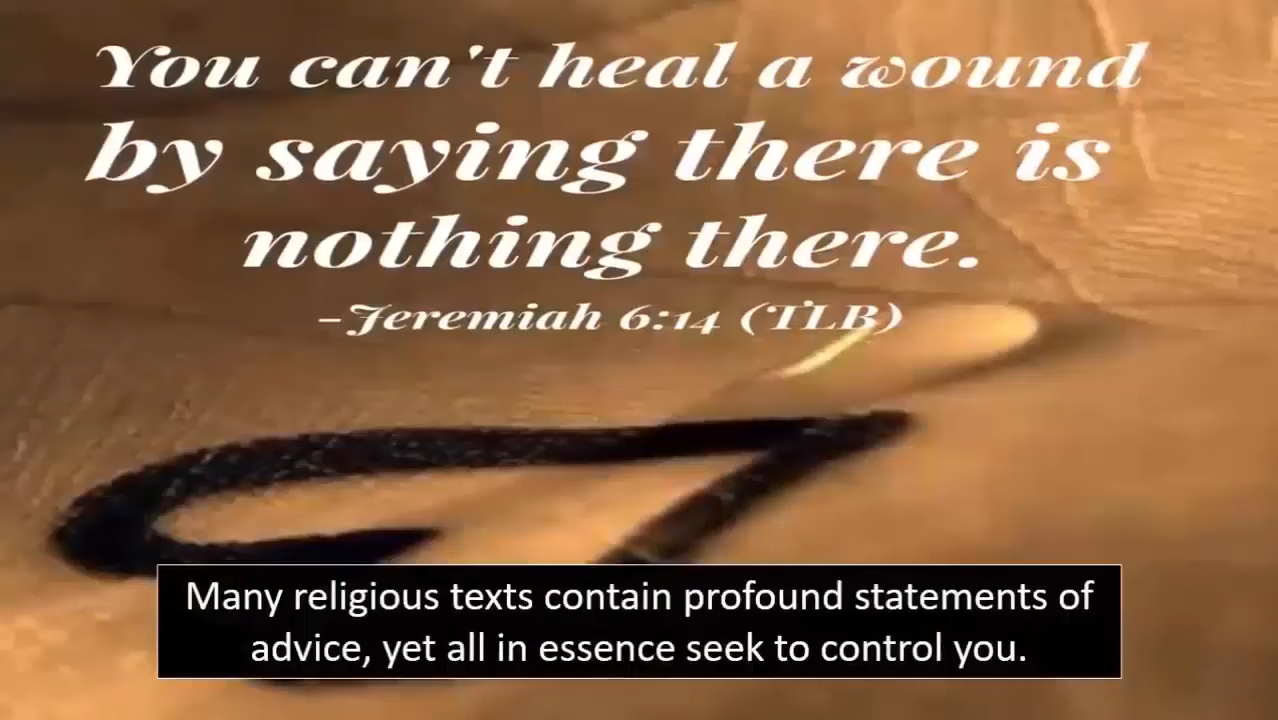 You can't heal a wound
by saying there is
nothing there.
-Jeremiah 6:14 (TLB)
Many religious texts contain profound statements of
advice, yet all in essence seek to control you.